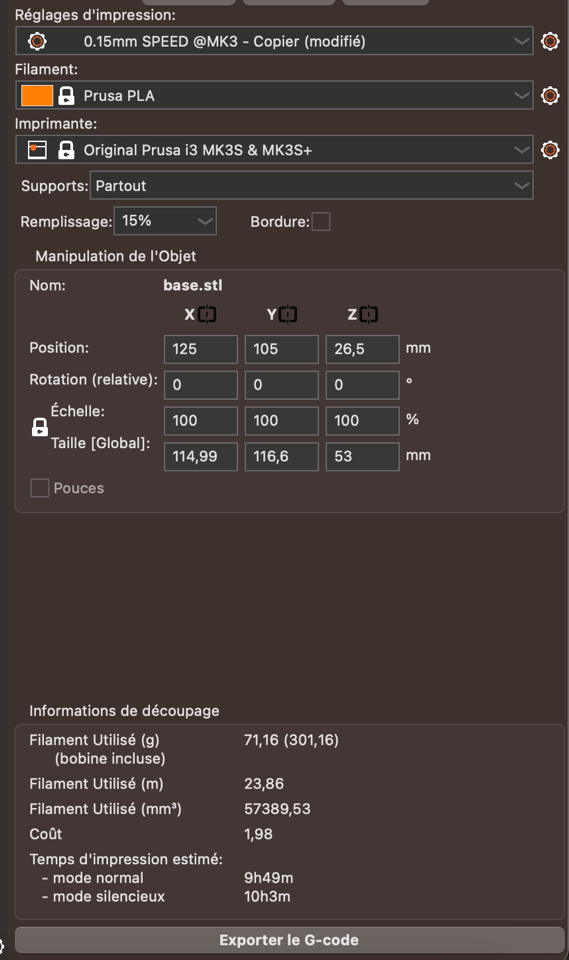 Réglages d'impression:
0.15mm SPEED @MK3 - Copier (modifié)
Filament:
Prusa PLA
Imprimante:
Original Prusa i3 MK3S & MK3S+
Supports: Partout
Remplissage: 15% Bordure:
Manipulation de l'Objet
Nom: base.stl
X Y Z
Position: 125 105 26,5 mm
Rotation (relative): 0 0 0 °
Échelle: 100 100 100 %
Taille [Global]: 114,99 116,6 53 mm
Pouces
Informations de découpage
Filament Utilisé (g) 71,16 (301,16)
(bobine incluse)
Filament Utilisé (m) 23,86
Filament Utilisé (mm³) 57389,53
Coût 1,98
Temps d'impression estimé:
- mode normal 9h49m
- mode silencieux 10h3m
Exporter le G-code